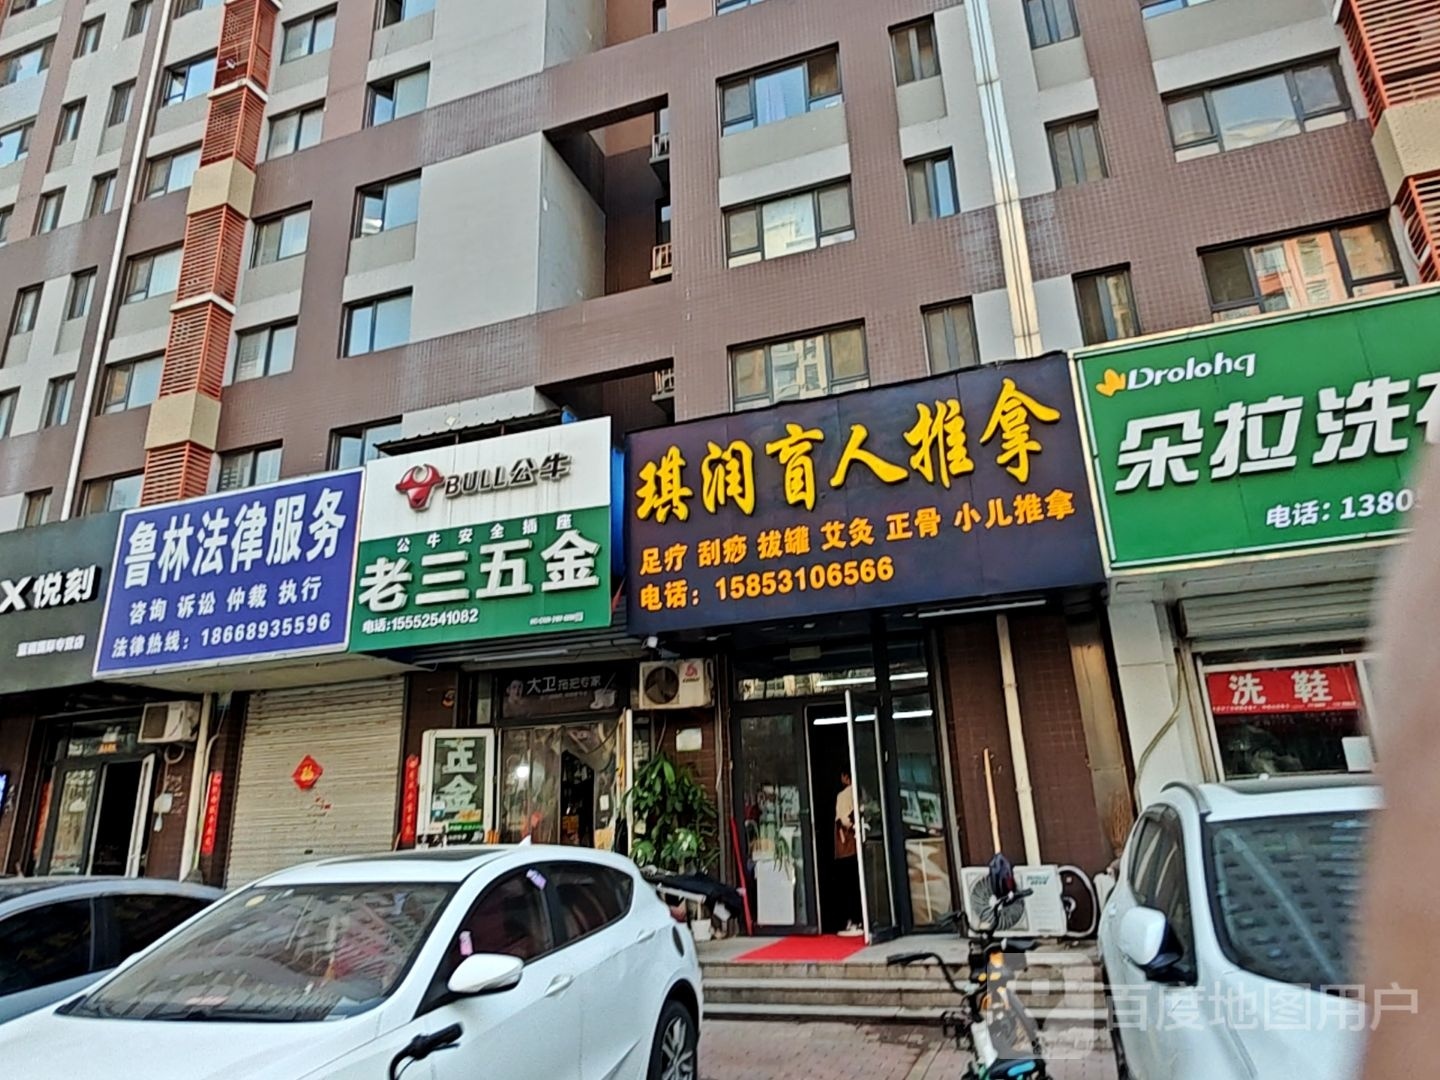 X悦刻
鲁林法律服务
咨询 诉讼 仲裁 执行
法律热线：18668935596
BULL公牛
公牛安全插座
老三五金
电话:15552541082
琪润盲人推拿
足疗 刮痧 拔罐 艾灸 正骨 小儿推拿
电话：15853106566
Drolohq
朵拉洗
电话：1380
大卫拖把专家
五金
洗鞋
百度地图用户